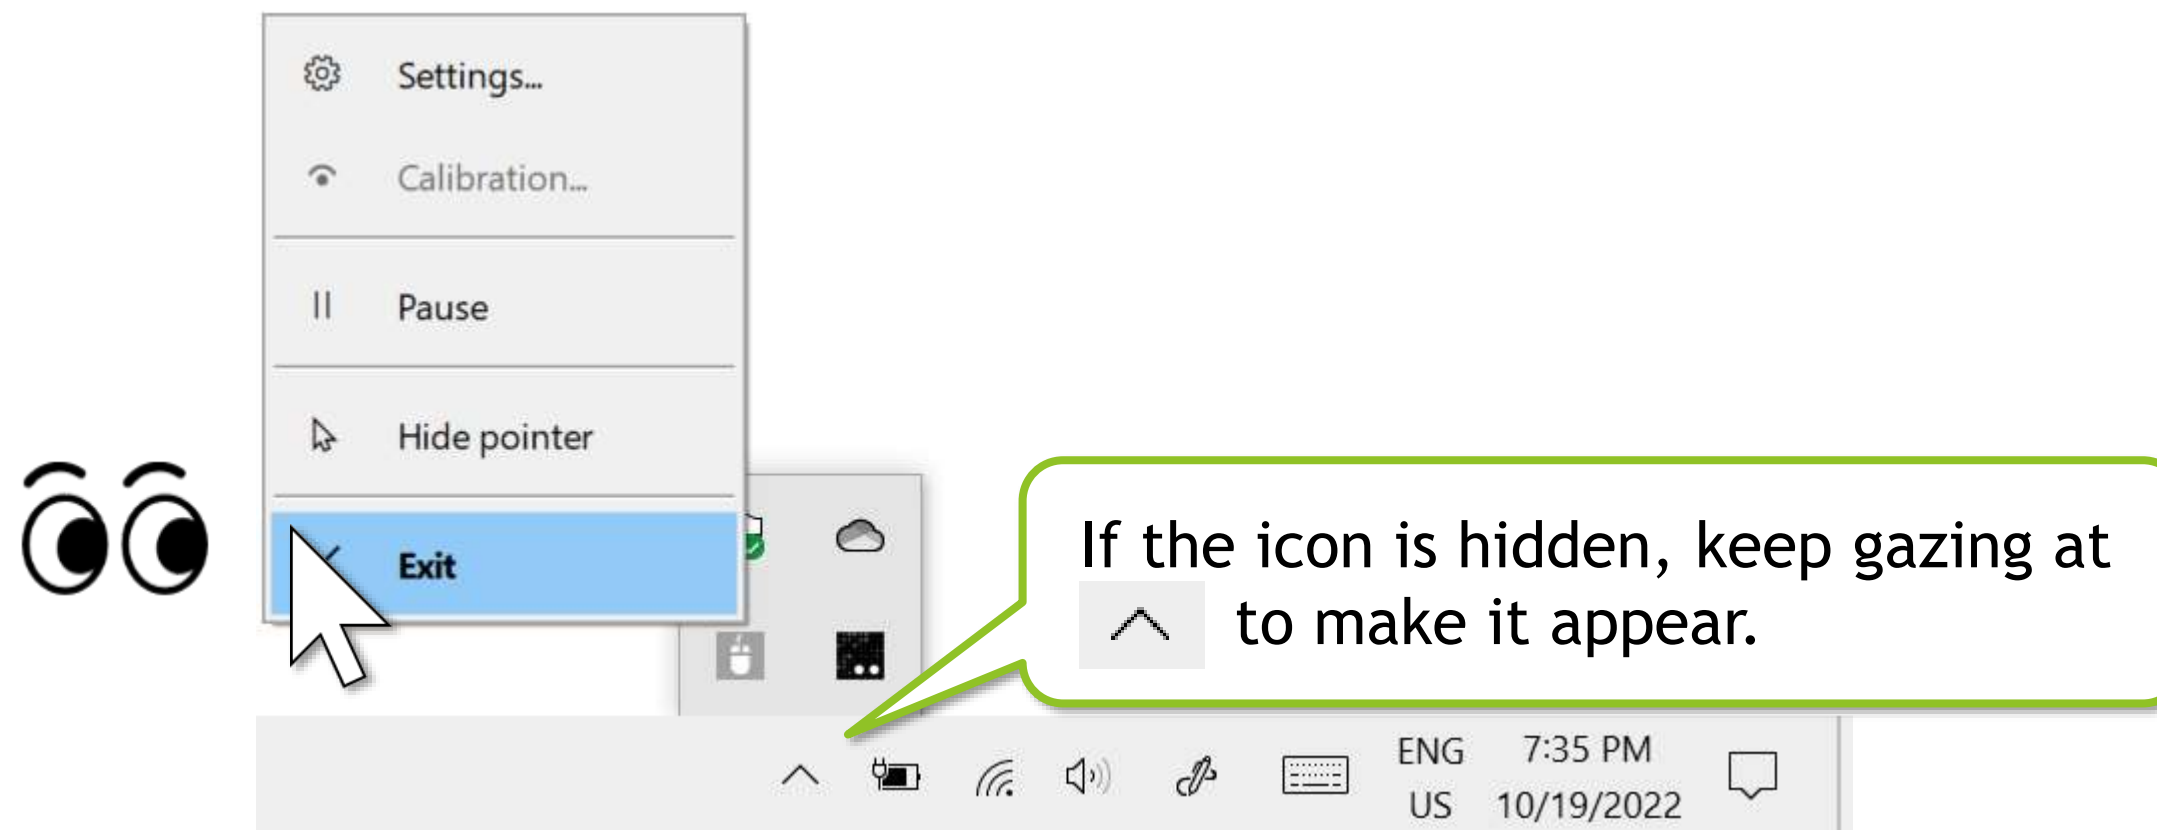 Settings...
Calibration...
Pause
Hide pointer
Exit
If the icon is hidden, keep gazing at
to make it appear.
ENG 7:35 PM
US 10/19/2022